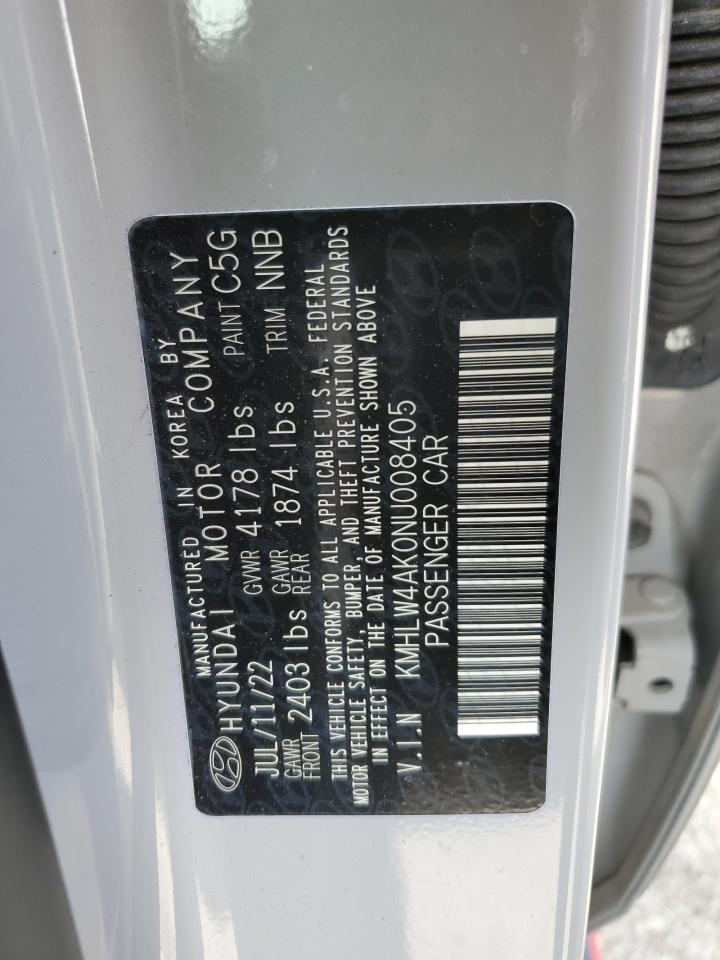 MANUFACTURED IN KOREA BY
HYUNDAI MOTOR COMPANY
JUL/11/22 GVWR 4178 lbs PAINT C5G
GAWR FRONT 2403 lbs GAWR REAR 1874 lbs TRIM NNB
THIS VEHICLE CONFORMS TO ALL APPLICABLE U.S.A. FEDERAL
MOTOR VEHICLE SAFETY, BUMPER, AND THEFT PREVENTION STANDARDS
IN EFFECT ON THE DATE OF MANUFACTURE SHOWN ABOVE
V.I.N KMHLW4AK0NU008405
PASSENGER CAR